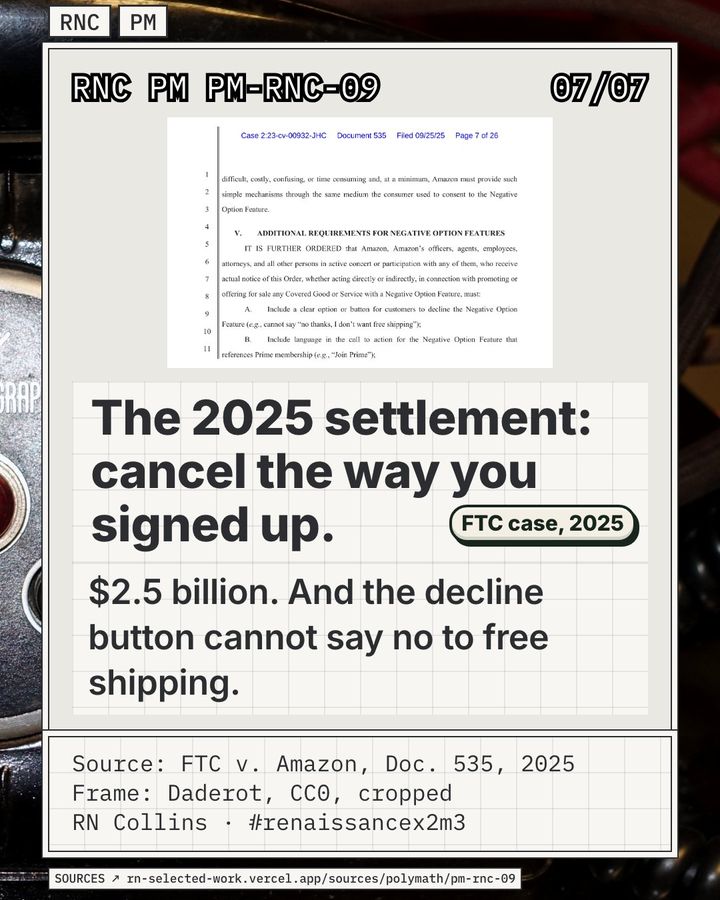 RNC PM
RNC PM PM-RNC-09 07/07
Case 2:23-cv-00932-JHC Document 535 Filed 09/25/25 Page 7 of 26
1 difficult, costly, confusing, or time consuming and, at a minimum, Amazon must provide such
2 simple mechanisms through the same medium the consumer used to consent to the Negative
3 Option Feature.
4 V. ADDITIONAL REQUIREMENTS FOR NEGATIVE OPTION FEATURES
5 IT IS FURTHER ORDERED that Amazon, Amazon's officers, agents, employees,
6 attorneys, and all other persons in active concert or participation with any of them, who receive
7 actual notice of this Order, whether acting directly or indirectly, in connection with promoting or
8 offering for sale any Covered Good or Service with a Negative Option Feature, must:
9 A. Include a clear option or button for customers to decline the Negative Option
10 Feature (e.g., cannot say “no thanks, I don't want free shipping”);
11 B. Include language in the call to action for the Negative Option Feature that
references Prime membership (e.g., “Join Prime”);
The 2025 settlement:
cancel the way you
signed up.
FTC case, 2025
$2.5 billion. And the decline
button cannot say no to free
shipping.
Source: FTC v. Amazon, Doc. 535, 2025
Frame: Daderot, CC0, cropped
RN Collins · #renaissancex2m3
SOURCES ↗ rn-selected-work.vercel.app/sources/polymath/pm-rnc-09